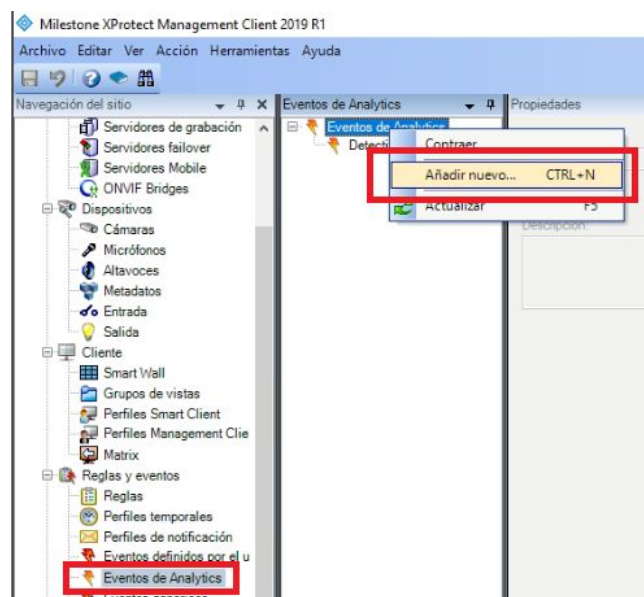 Milestone XProtect Management Client 2019 R1
Archivo Editar Ver Acción Herramientas Ayuda
Navegación del sitio
Servidores de grabación
Servidores failover
Servidores Mobile
ONVIF Bridges
Dispositivos
Cámaras
Micrófonos
Altavoces
Metadatos
Entrada
Salida
Cliente
Smart Wall
Grupos de vistas
Perfiles Smart Client
Perfiles Management Clie
Matrix
Reglas y eventos
Reglas
Perfiles temporales
Perfiles de notificación
Eventos definidos por el u
Eventos de Analytics
Eventos de Analytics
Eventos de Analytics
Detecti
Contraer
Añadir nuevo... CTRL+N
Actualizar F5
Propiedades
Descripción: